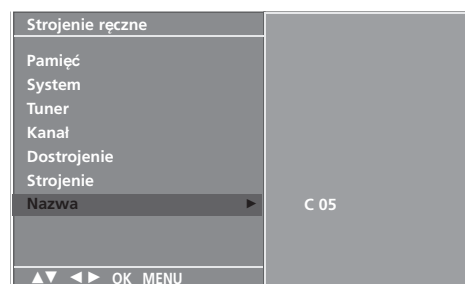 Strojenie ręczne
Pamięć
System
Tuner
Kanał
Dostrojenie
Strojenie
Nazwa ► C 05
▲▼ ◄► OK MENU